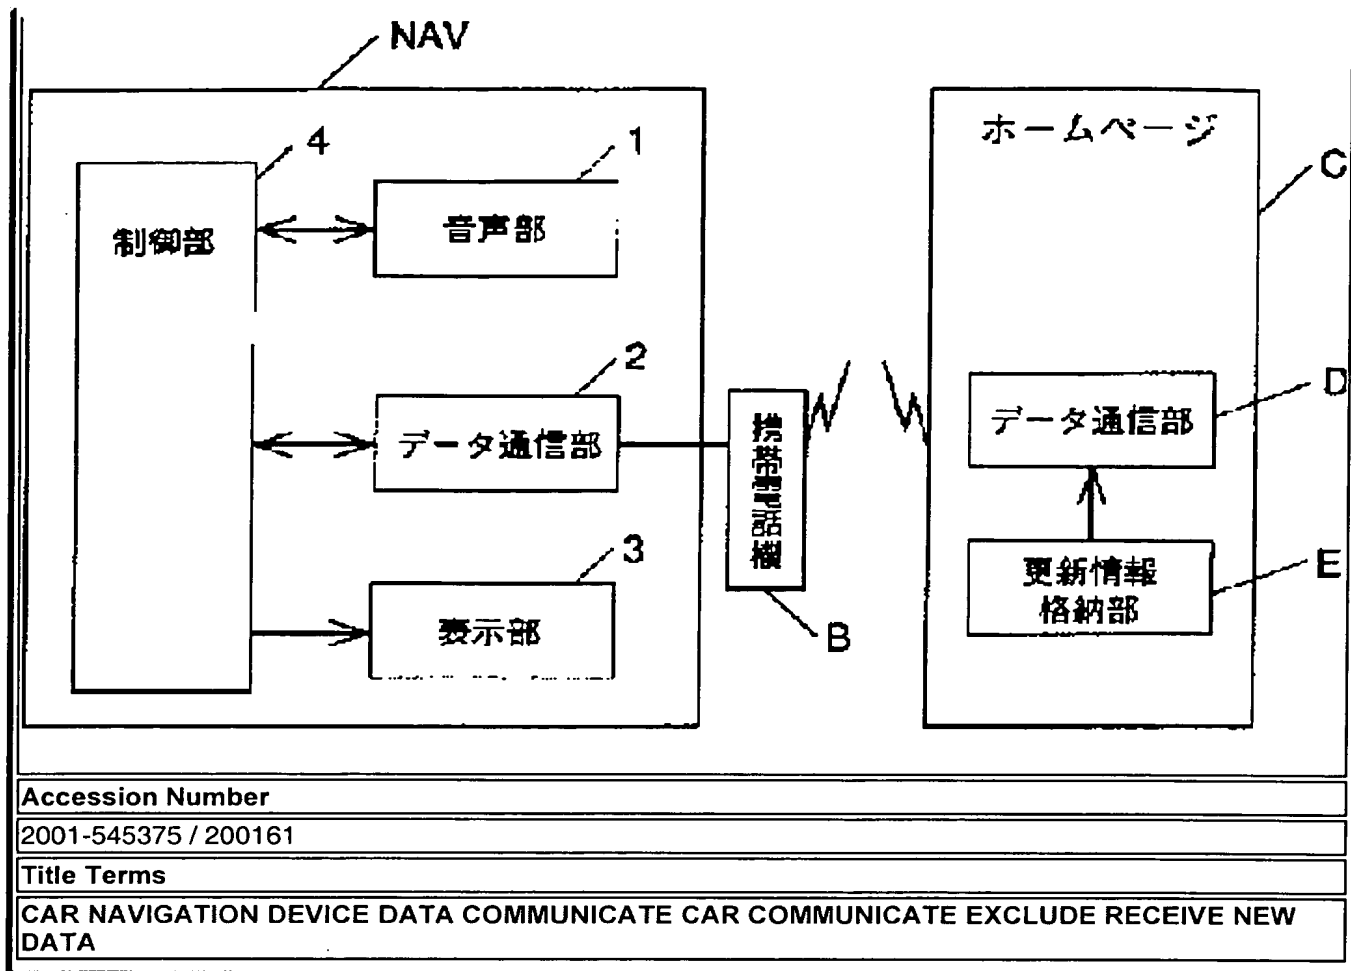 NAV
4
1
制御部
音声部
2
データ通信部
3
表示部
携帯電話機
B
ホームページ
C
データ通信部
D
更新情報
格納部
E
Accession Number
2001-545375 / 200161
Title Terms
CAR NAVIGATION DEVICE DATA COMMUNICATE CAR COMMUNICATE EXCLUDE RECEIVE NEW
DATA